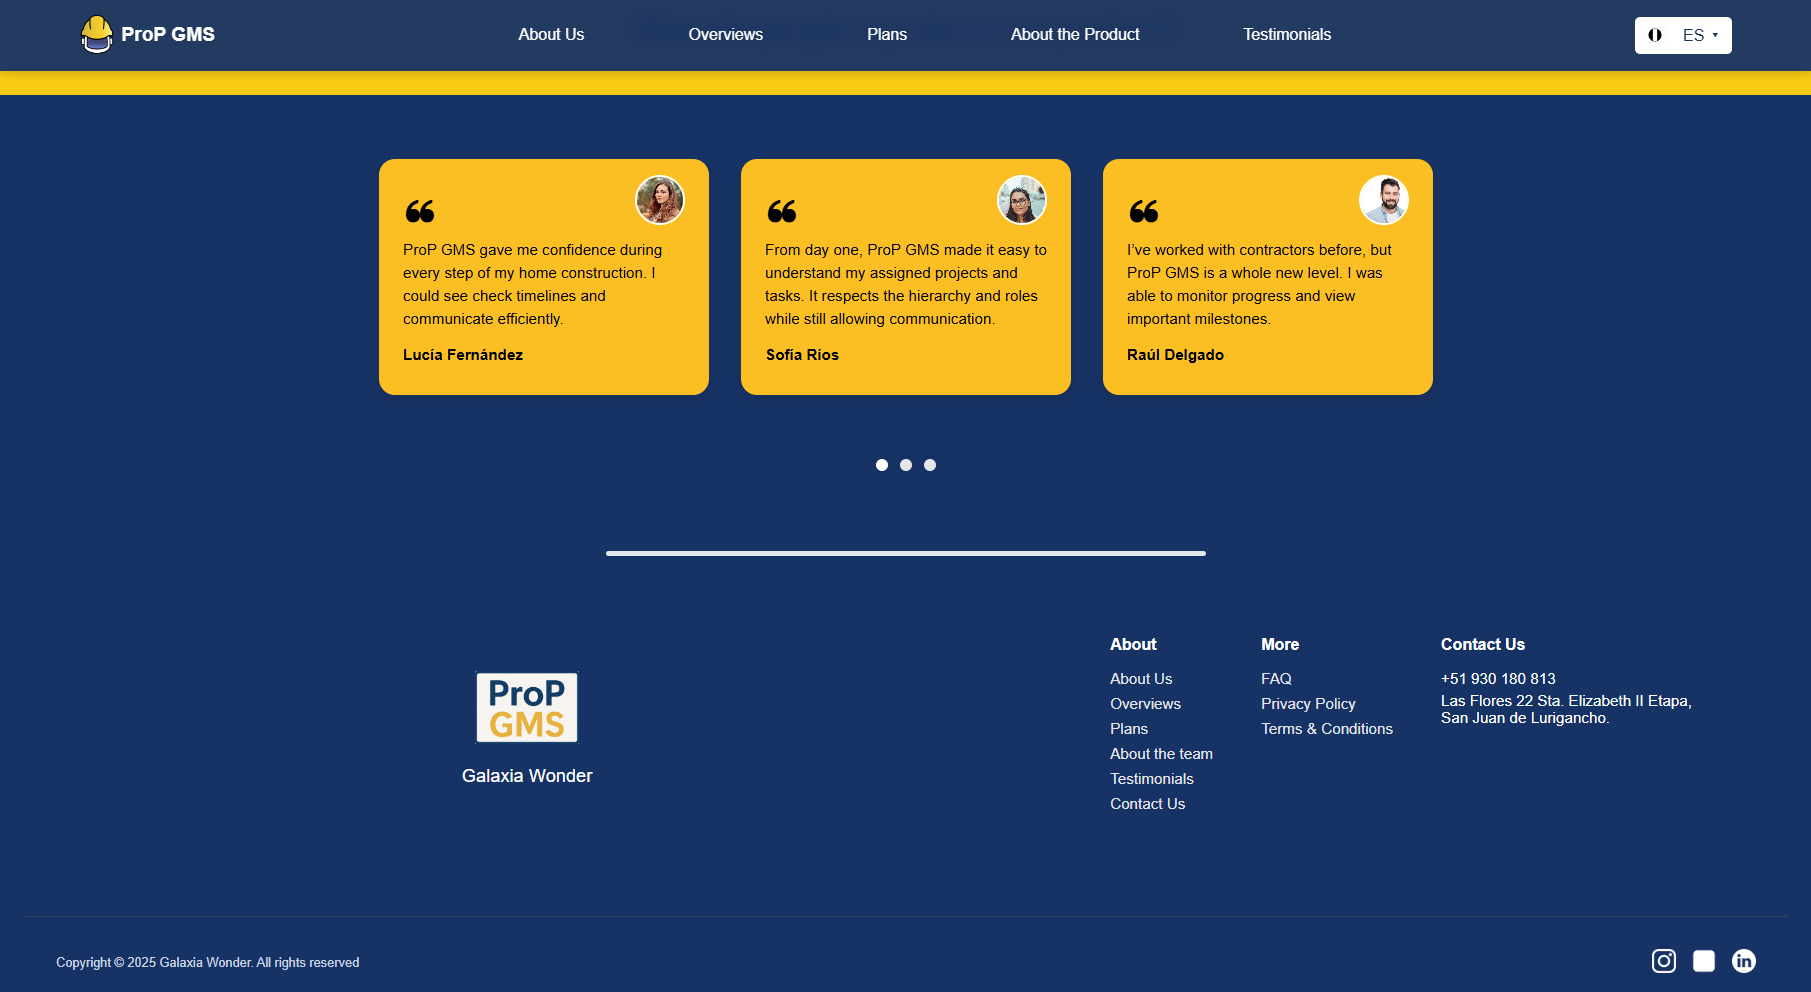 ProP GMS
About Us
Overviews
Plans
About the Product
Testimonials
ES
ProP GMS gave me confidence during
every step of my home construction. I
could see check timelines and
communicate efficiently.
Lucía Fernández
From day one, ProP GMS made it easy to
understand my assigned projects and
tasks. It respects the hierarchy and roles
while still allowing communication.
Sofía Ríos
I’ve worked with contractors before, but
ProP GMS is a whole new level. I was
able to monitor progress and view
important milestones.
Raúl Delgado
ProP
GMS
Galaxia Wonder
About
About Us
Overviews
Plans
About the team
Testimonials
Contact Us
More
FAQ
Privacy Policy
Terms & Conditions
Contact Us
+51 930 180 813
Las Flores 22 Sta. Elizabeth II Etapa,
San Juan de Lurigancho.
Copyright © 2025 Galaxia Wonder. All rights reserved
in